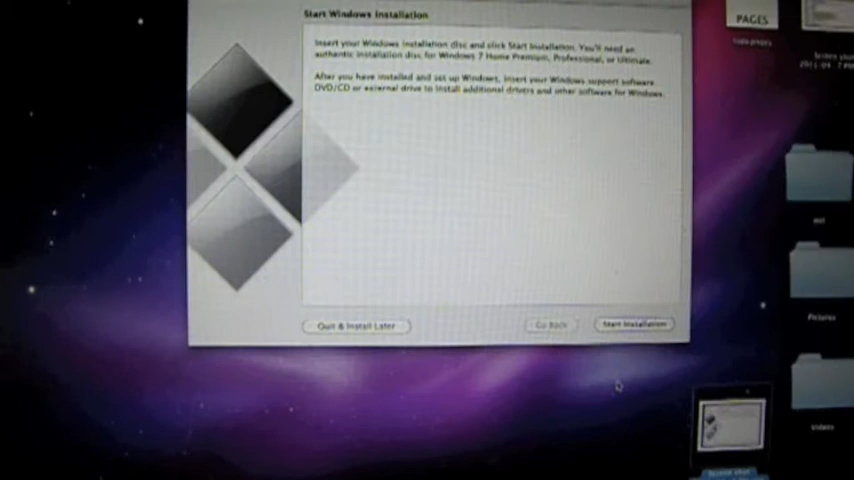 Start Windows Installation
Insert your Windows installation disc and click Start Installation. You'll need an
authentic installation disc for Windows 7 Home Premium, Professional, or Ultimate.
After you have installed and set up Windows, insert your Windows support software
DVD/CD or external drive to install additional drivers and other software for Windows.
Quit & Install Later
Go Back
Start Installation
PAGES
Pictures
Videos
Screen shot